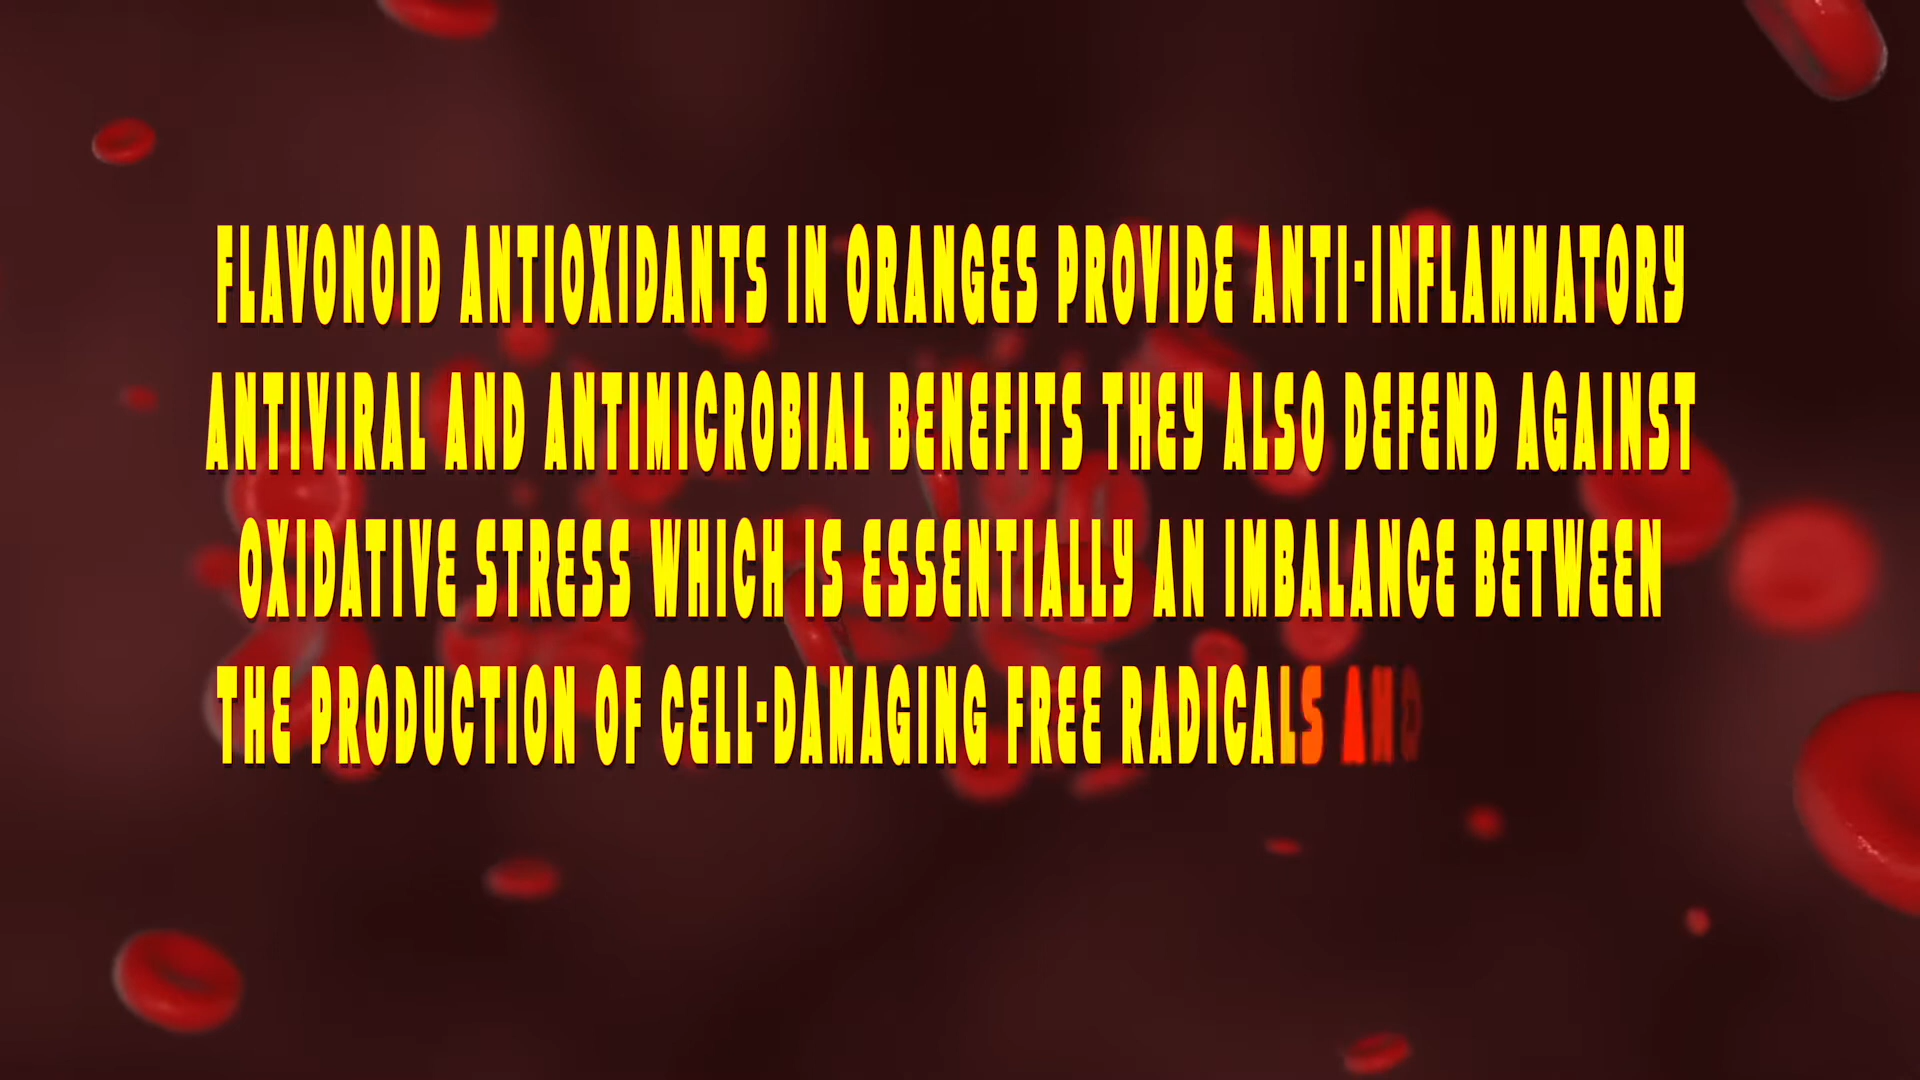 FLAVONOID ANTIOXIDANTS IN ORANGES PROVIDE ANTI-INFLAMMATORY
ANTIVIRAL AND ANTIMICROBIAL BENEFITS THEY ALSO DEFEND AGAINST
OXIDATIVE STRESS WHICH IS ESSENTIALLY AN IMBALANCE BETWEEN
THE PRODUCTION OF CELL-DAMAGING FREE RADICALS AND